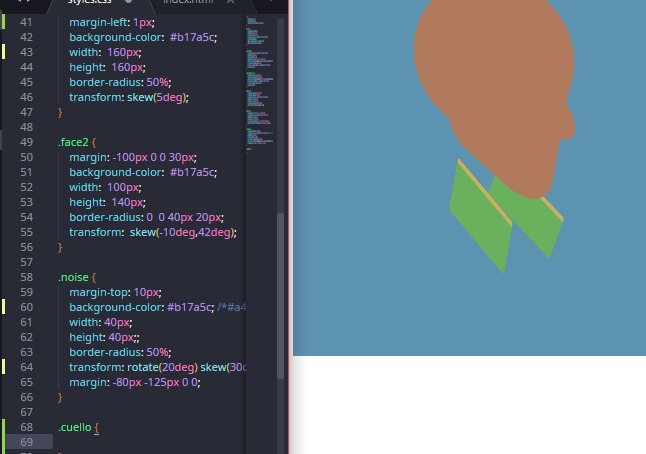 styles.css index.html
41 margin-left: 1px;
42 background-color: #b17a5c;
43 width: 160px;
44 height: 160px;
45 border-radius: 50%;
46 transform: skew(5deg);
47 }
48
49 .face2 {
50 margin: -100px 0 0 30px;
51 background-color: #b17a5c;
52 width: 100px;
53 height: 140px;
54 border-radius: 0 0 40px 20px;
55 transform: skew(-10deg,42deg);
56 }
57
58 .noise {
59 margin-top: 10px;
60 background-color: #b17a5c; /*#a4
61 width: 40px;
62 height: 40px;;
63 border-radius: 50%;
64 transform: rotate(20deg) skew(30d
65 margin: -80px -125px 0 0;
66 }
67
68 .cuello {
69